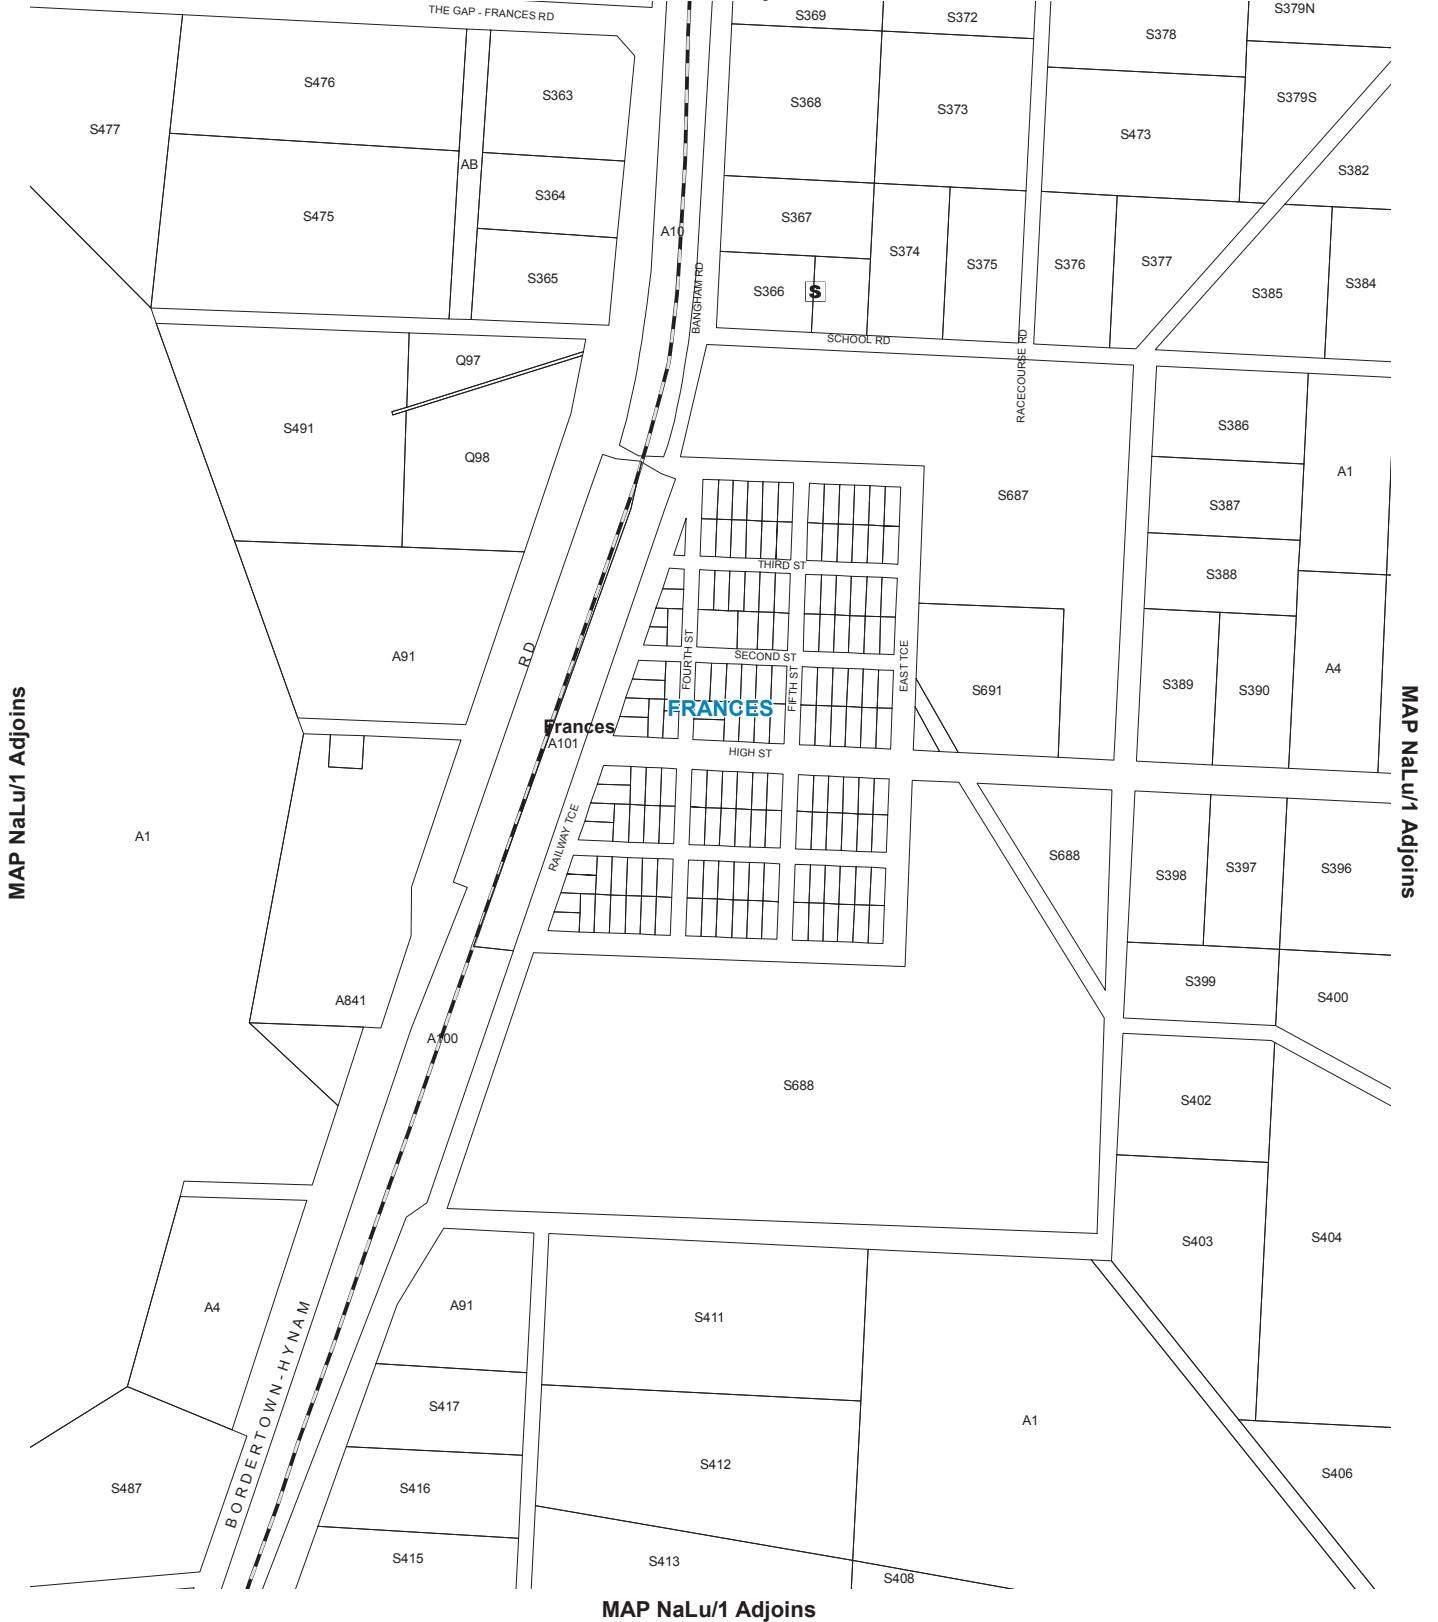 THE GAP - FRANCES RD
S369
S372
S379N
S378
S476
S363
S368
S373
S379S
S477
S473
AB
S382
S364
S475
S367
A10
S374
S375
S376
S377
S365
BANGHAM RD
S366
S
S385
S384
SCHOOL RD
RACECOURSE RD
Q97
S491
S386
Q98
A1
S687
S387
THIRD ST
S388
RD
A91
FOURTH ST
SECOND ST
FIFTH ST
EAST TCE
S691
S389
S390
A4
FRANCES
Frances
A101
HIGH ST
MAP NaLu/1 Adjoins
MAP NaLu/1 Adjoins
A1
RAILWAY TCE
S688
S398
S397
S396
A841
S399
S400
A100
S688
S402
S403
S404
A4
A91
S411
BORDERTOWN-HYNAM
S417
A1
S412
S406
S487
S416
S415
S413
S408
MAP NaLu/1 Adjoins